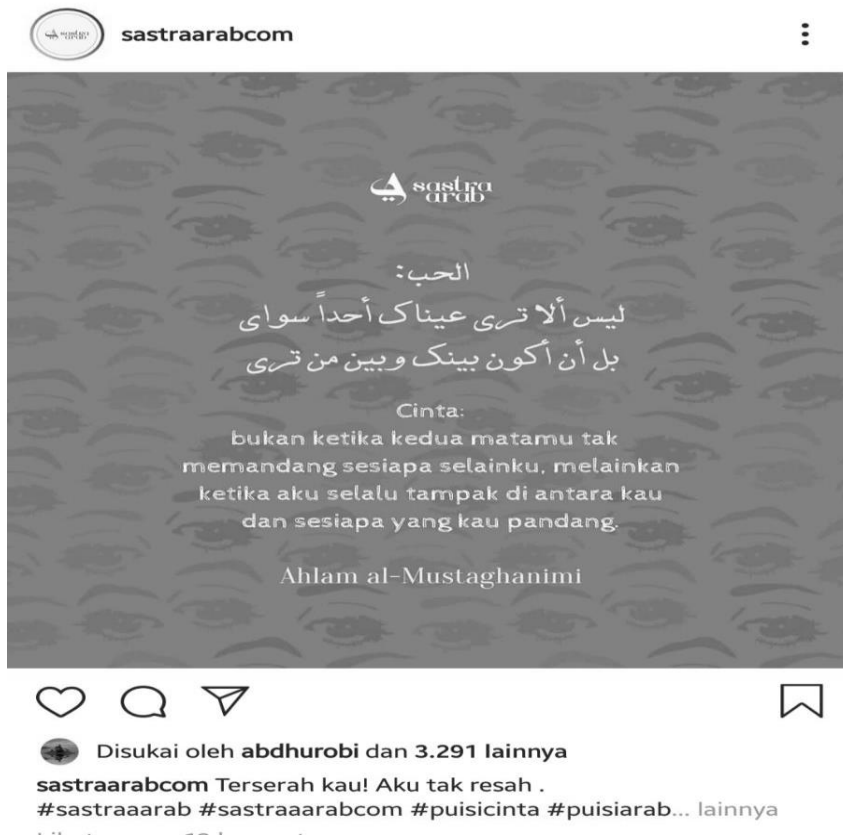 sastraarabcom
sastra
arab
الحب:
ليس ألا ترى عيناك أحداً سواي
بل أن أكون بينك وبين من ترى
Cinta:
bukan ketika kedua matamu tak
memandang sesiapa selainku, melainkan
ketika aku selalu tampak di antara kau
dan sesiapa yang kau pandang.
Ahlam al-Mustaghanimi
Disukai oleh abdhurobi dan 3.291 lainnya
sastraarabcom Terserah kau! Aku tak resah .
#sastraaarab #sastraaarabcom #puisicinta #puisiarab... lainnya